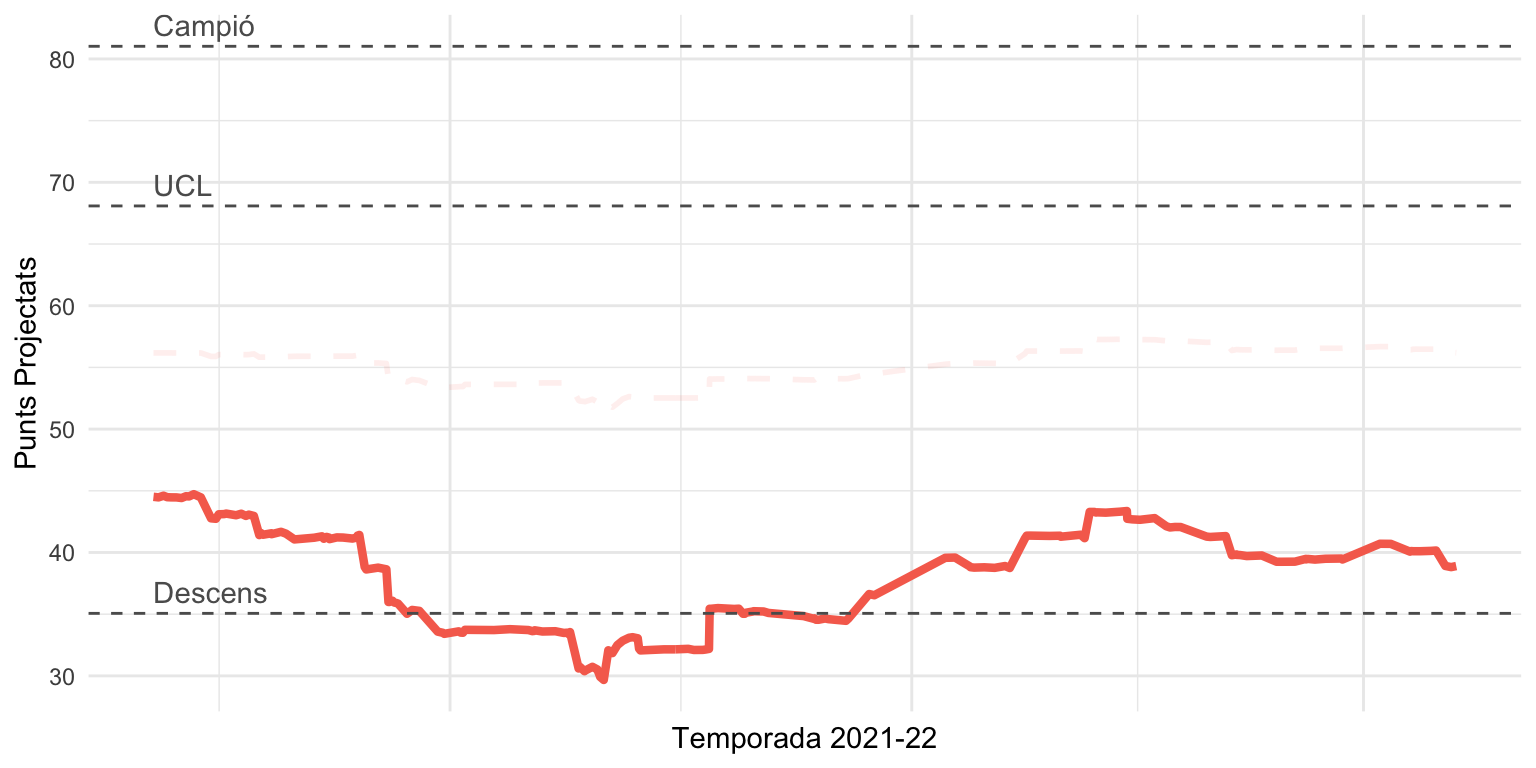 Campió
80
UCL
70
60
50
40
Descens
30
Punts Projectats
Temporada 2021-22